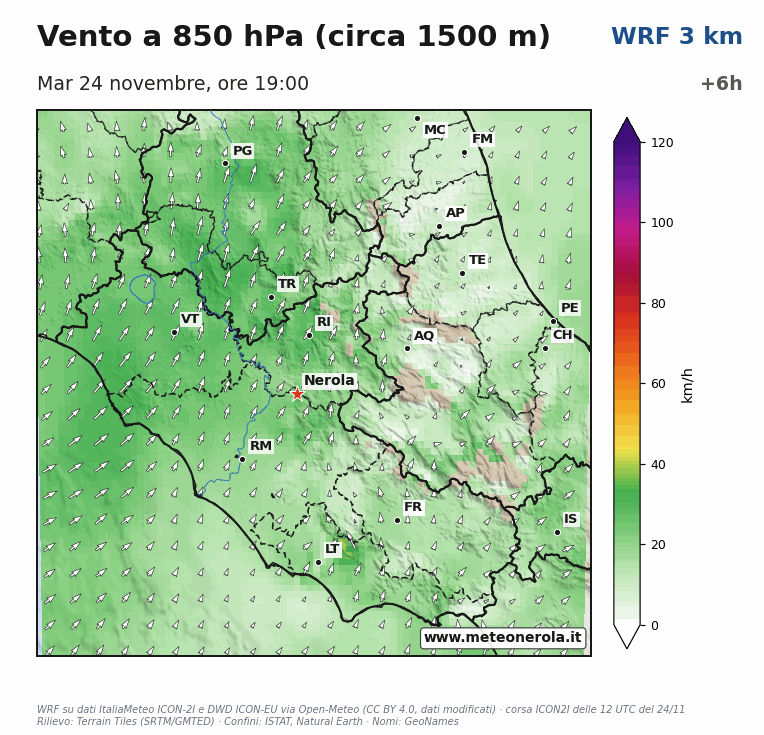 Vento a 850 hPa (circa 1500 m)
WRF 3 km
Mar 24 novembre, ore 19:00
+6h
MC
FM
PG
AP
TE
TR
PE
VT
RI
AQ
CH
Nerola
RM
FR
IS
LT
www.meteonerola.it
120
100
80
60
40
20
0
km/h
WRF su dati ItaliaMeteo ICON-2I e DWD ICON-EU via Open-Meteo (CC BY 4.0, dati modificati) · corsa ICON2I delle 12 UTC del 24/11
Rilievo: Terrain Tiles (SRTM/GMTED) · Confini: ISTAT, Natural Earth · Nomi: GeoNames